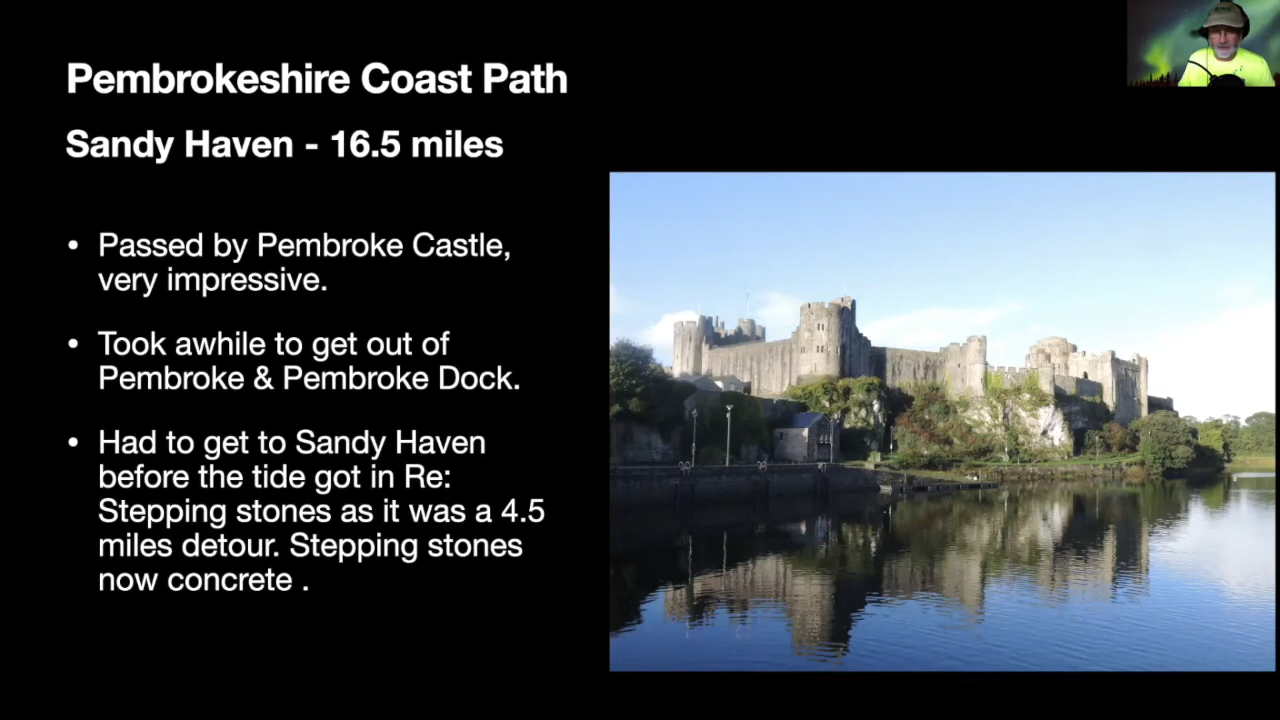 Pembrokeshire Coast Path
Sandy Haven - 16.5 miles
• Passed by Pembroke Castle,
very impressive.
• Took awhile to get out of
Pembroke & Pembroke Dock.
• Had to get to Sandy Haven
before the tide got in Re:
Stepping stones as it was a 4.5
miles detour. Stepping stones
now concrete .